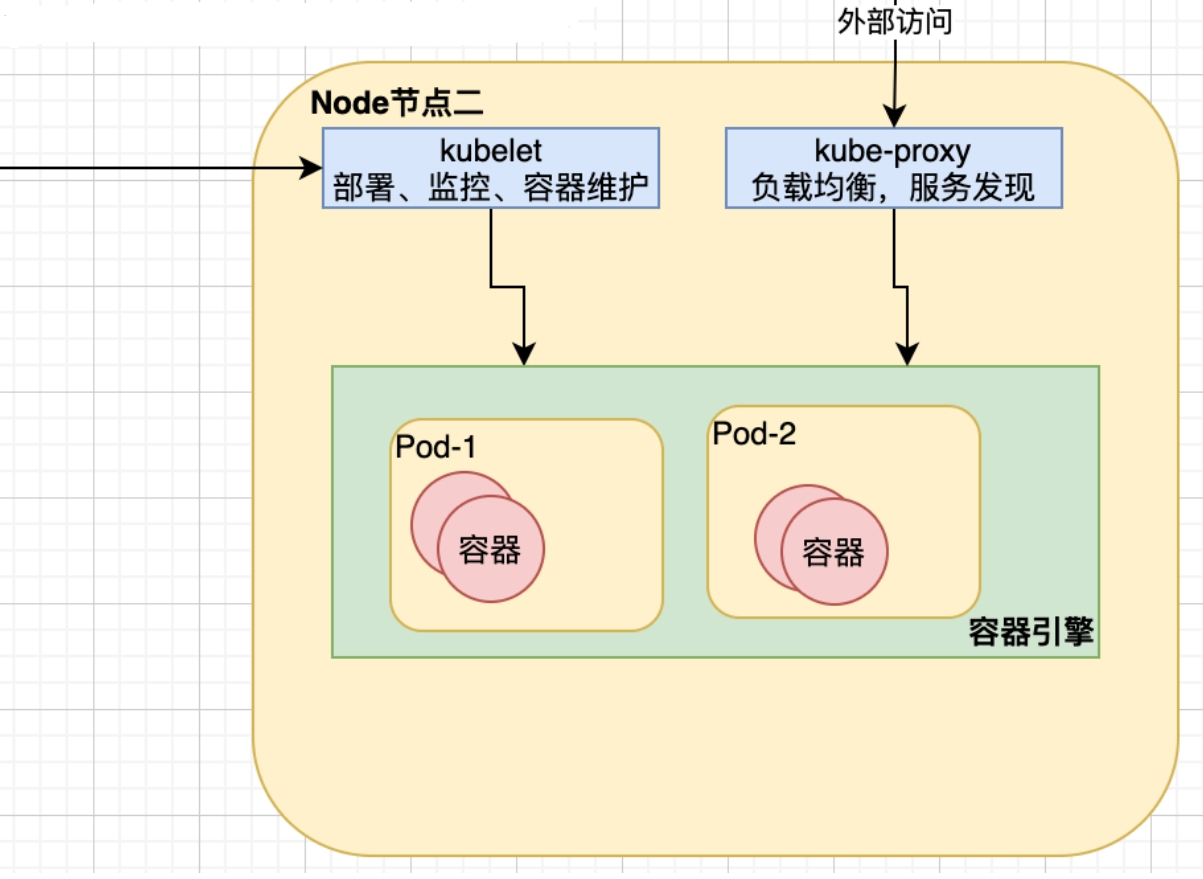 外部访问
Node节点二
kubelet
部署、监控、容器维护
kube-proxy
负载均衡，服务发现
Pod-1
容器
Pod-2
容器
容器引擎